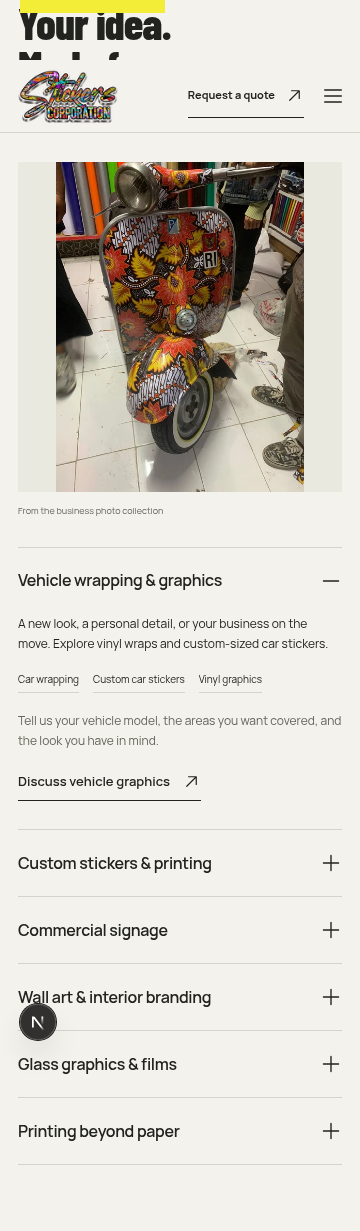 Your idea.
Stickers
CORPORATION
Request a quote
RI
From the business photo collection
Vehicle wrapping & graphics
A new look, a personal detail, or your business on the
move. Explore vinyl wraps and custom-sized car stickers.
Car wrapping Custom car stickers Vinyl graphics
Tell us your vehicle model, the areas you want covered, and
the look you have in mind.
Discuss vehicle graphics
Custom stickers & printing
Commercial signage
Wall art & interior branding
N
Glass graphics & films
Printing beyond paper